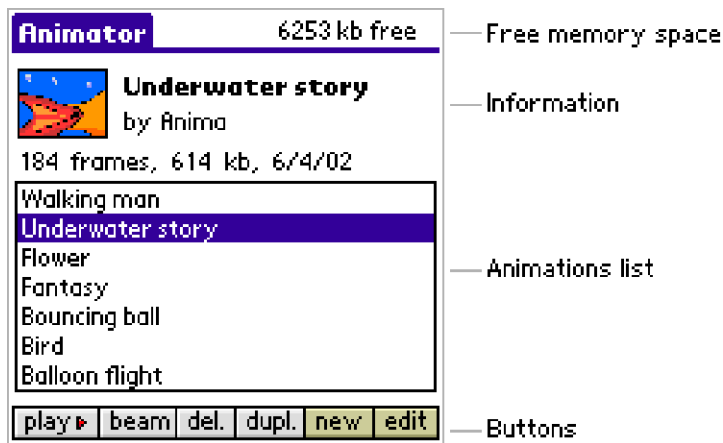 Animator 6253 kb free Free memory space
Underwater story
by Anima
Information
184 frames, 614 kb, 6/4/02
Walking man
Underwater story
Flower
Fantasy
Bouncing ball
Bird
Balloon flight
Animations list
play beam del. dupl. new edit
Buttons